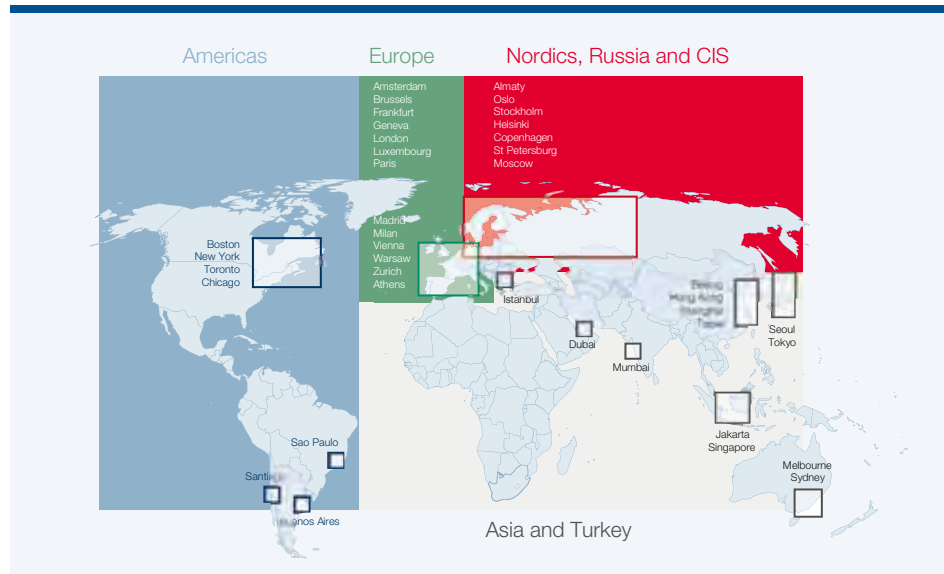 Americas
Europe
Nordics, Russia and CIS
Amsterdam
Brussels
Frankfurt
Geneva
London
Luxembourg
Paris
Almaty
Oslo
Stockholm
Helsinki
Copenhagen
St Petersburg
Moscow
Madrid
Milan
Vienna
Warsaw
Zurich
Athens
Boston
New York
Toronto
Chicago
Istanbul
Dubai
Mumbai
Seoul
Tokyo
Jakarta
Singapore
Sao Paulo
Melbourne
Sydney
Aires
Asia and Turkey